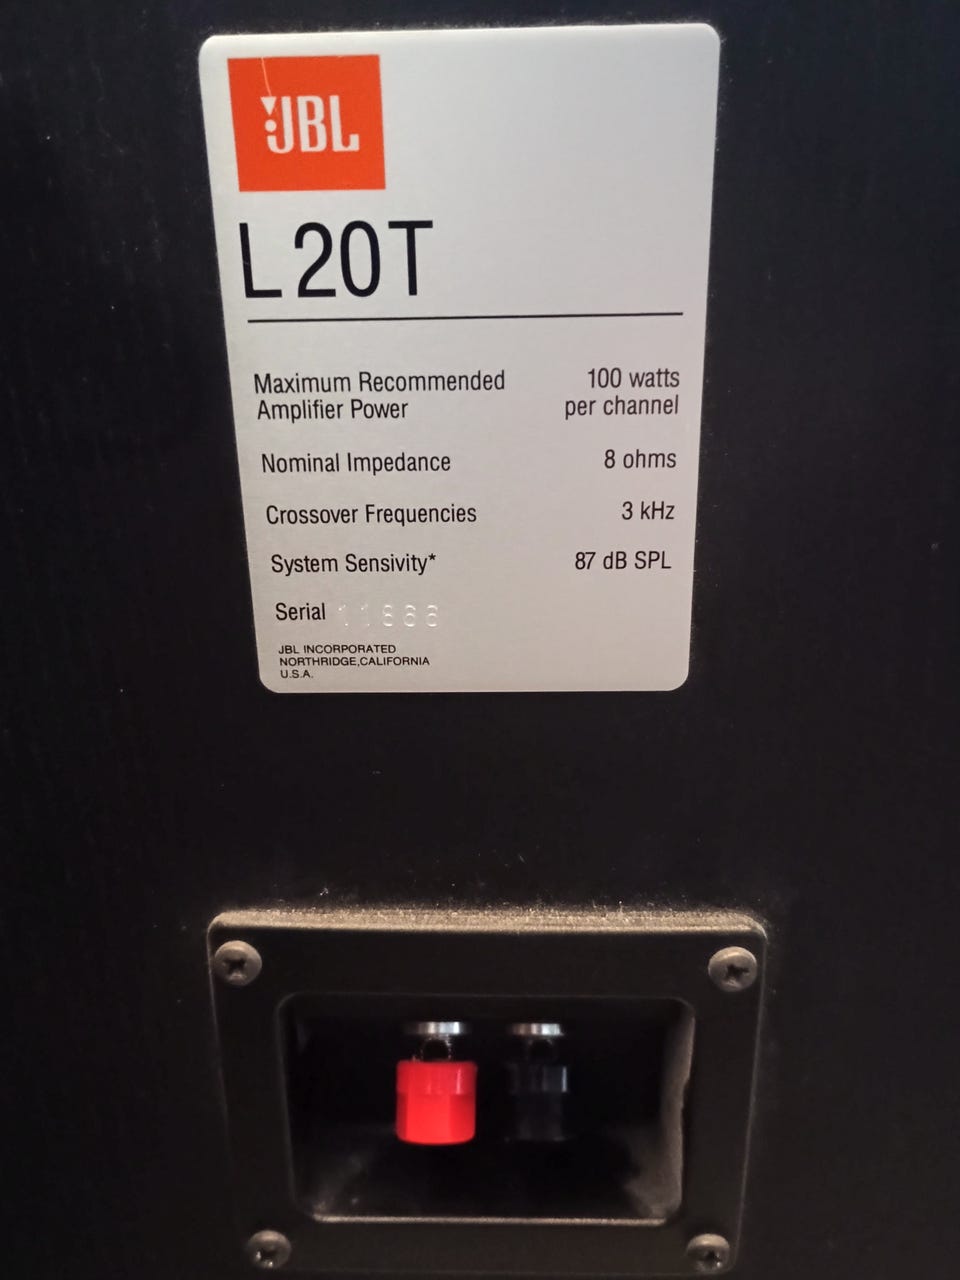 JBL
L20T
Maximum Recommended 100 watts
Amplifier Power per channel
Nominal Impedance 8 ohms
Crossover Frequencies 3 kHz
System Sensivity* 87 dB SPL
Serial
JBL INCORPORATED
NORTHRIDGE,CALIFORNIA
U.S.A.